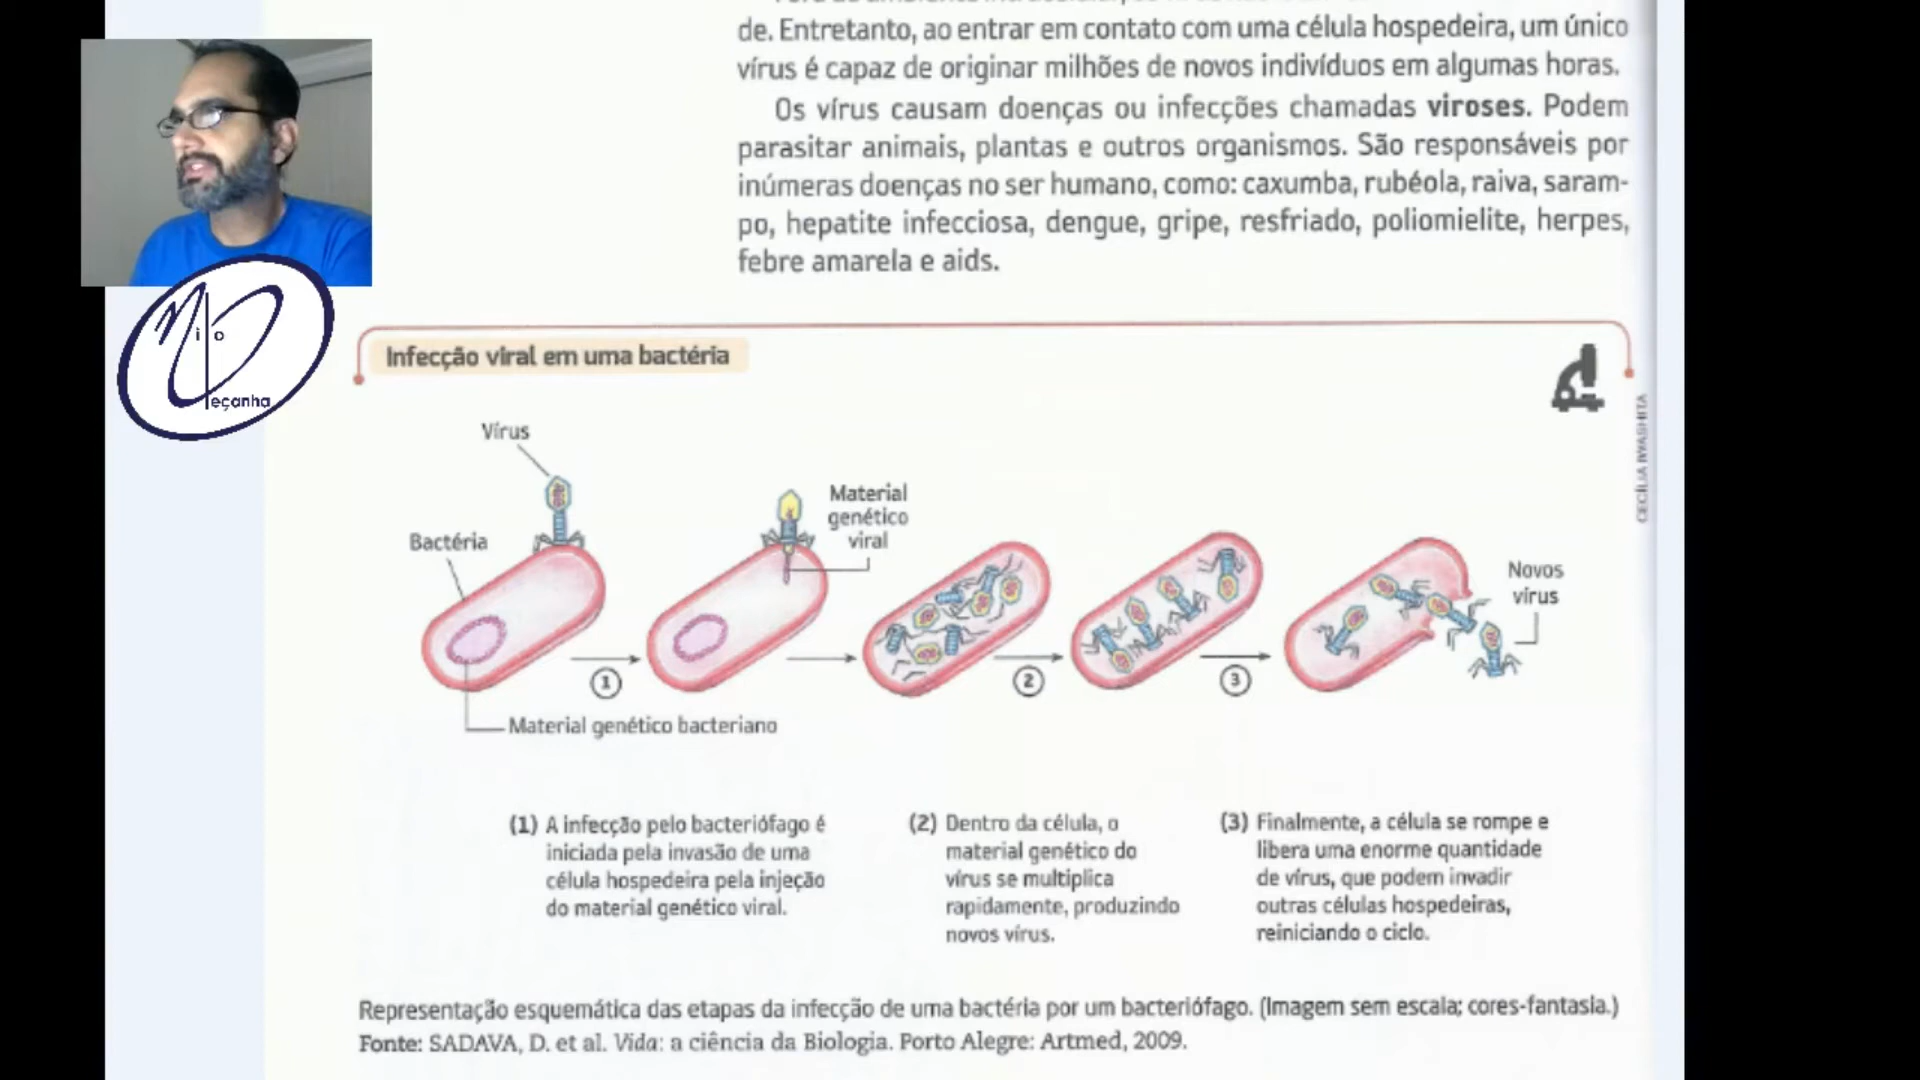 de. Entretanto, ao entrar em contato com uma célula hospedeira, um único
vírus é capaz de originar milhões de novos indivíduos em algumas horas.
Os vírus causam doenças ou infecções chamadas viroses. Podem
parasitar animais, plantas e outros organismos. São responsáveis por
inúmeras doenças no ser humano, como: caxumba, rubéola, raiva, saram-
po, hepatite infecciosa, dengue, gripe, resfriado, poliomielite, herpes,
febre amarela e aids.
Infecção viral em uma bactéria
CECÍLIA IWASHITA
Vírus
Bactéria
Material
genético
viral
Novos
vírus
1
2
3
Material genético bacteriano
(1) A infecção pelo bacteriófago é
iniciada pela invasão de uma
célula hospedeira pela injeção
do material genético viral.
(2) Dentro da célula, o
material genético do
vírus se multiplica
rapidamente, produzindo
novos vírus.
(3) Finalmente, a célula se rompe e
libera uma enorme quantidade
de vírus, que podem invadir
outras células hospedeiras,
reiniciando o ciclo.
Representação esquemática das etapas da infecção de uma bactéria por um bacteriófago. (Imagem sem escala; cores-fantasia.)
Fonte: SADAVA, D. et al. Vida: a ciência da Biologia. Porto Alegre: Artmed, 2009.